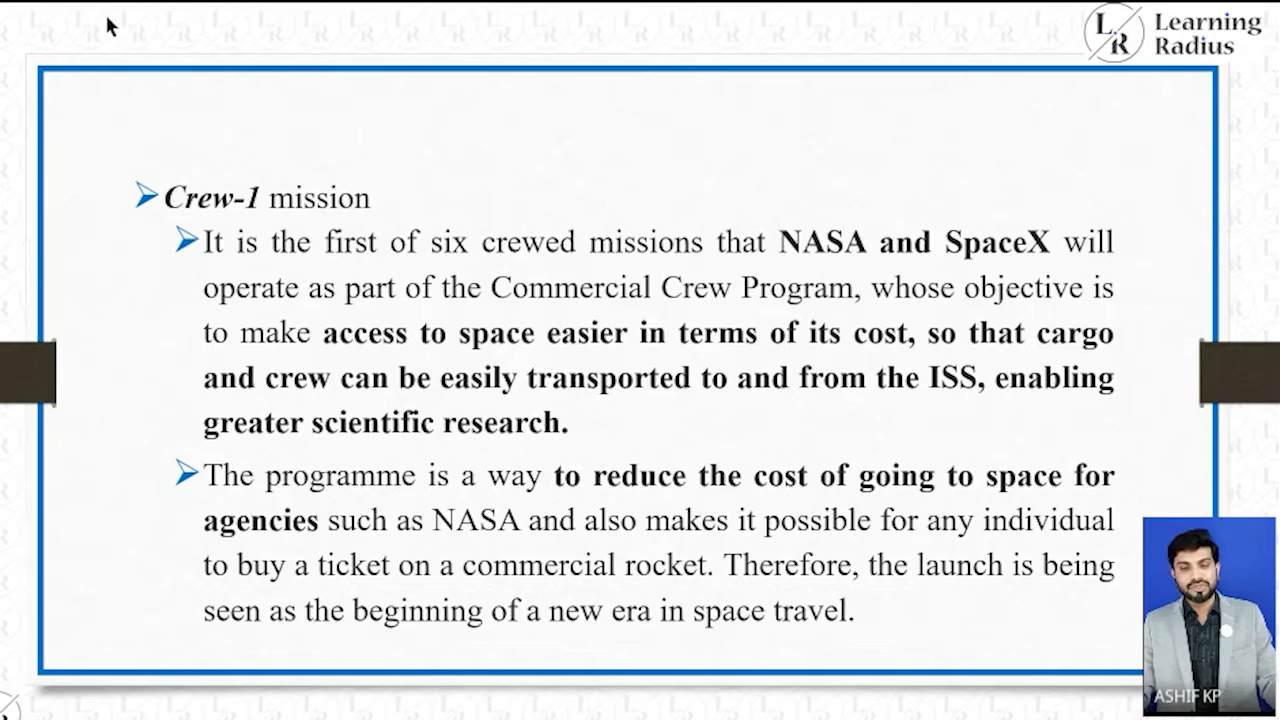 L
R
Learning
Radius
Crew-1 mission
It is the first of six crewed missions that NASA and SpaceX will
operate as part of the Commercial Crew Program, whose objective is
to make access to space easier in terms of its cost, so that cargo
and crew can be easily transported to and from the ISS, enabling
greater scientific research.
The programme is a way to reduce the cost of going to space for
agencies such as NASA and also makes it possible for any individual
to buy a ticket on a commercial rocket. Therefore, the launch is being
seen as the beginning of a new era in space travel.
ASHIF KP